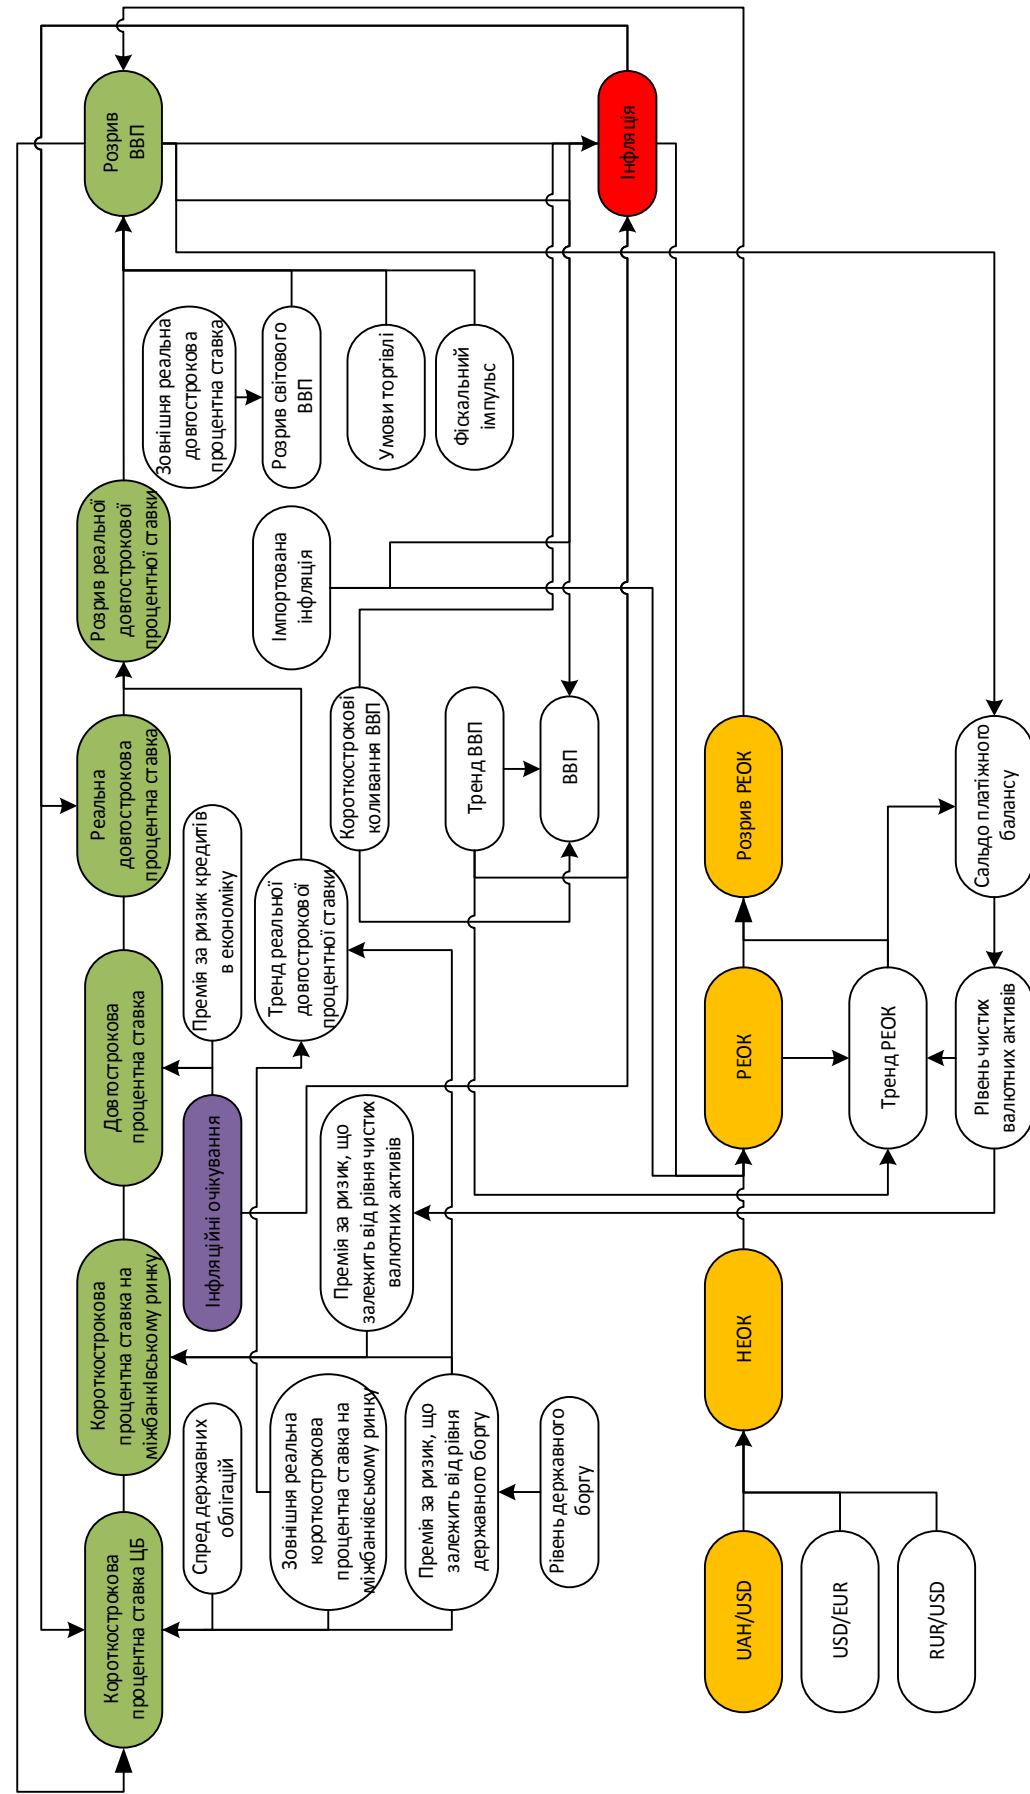 Короткострокова
процентна ставка ЦБ
Короткострокова
процентна ставка на
міжбанківському ринку
Довгострокова
процентна ставка
Реальна
довгострокова
процентна ставка
Розрив реальної
довгострокової
процентної ставки
Розрив
ВВП
Спред державних
облігацій
Інфляційні очікування
Премія за ризик кредитів
в економіку
Зовнішня реальна
довгострокова
процентна ставка
Розрив світового
ВВП
Умови торгівлі
Фіскальний
імпульс
Зовнішня реальна
короткострокова
процентна ставка на
міжбанківському ринку
Тренд реальної
довгострокової
процентної ставки
Імпортована
інфляція
Премія за ризик, що
залежить від рівня чистих
валютних активів
Короткострокові
коливання ВВП
Премія за ризик, що
залежить від рівня
державного боргу
Тренд ВВП
Рівень державного
боргу
ВВП
Інфляція
UAH/USD
НЕОК
РЕОК
Розрив РЕОК
USD/EUR
Тренд РЕОК
RUR/USD
Рівень чистих
валютних активів
Сальдо платіжного
балансу